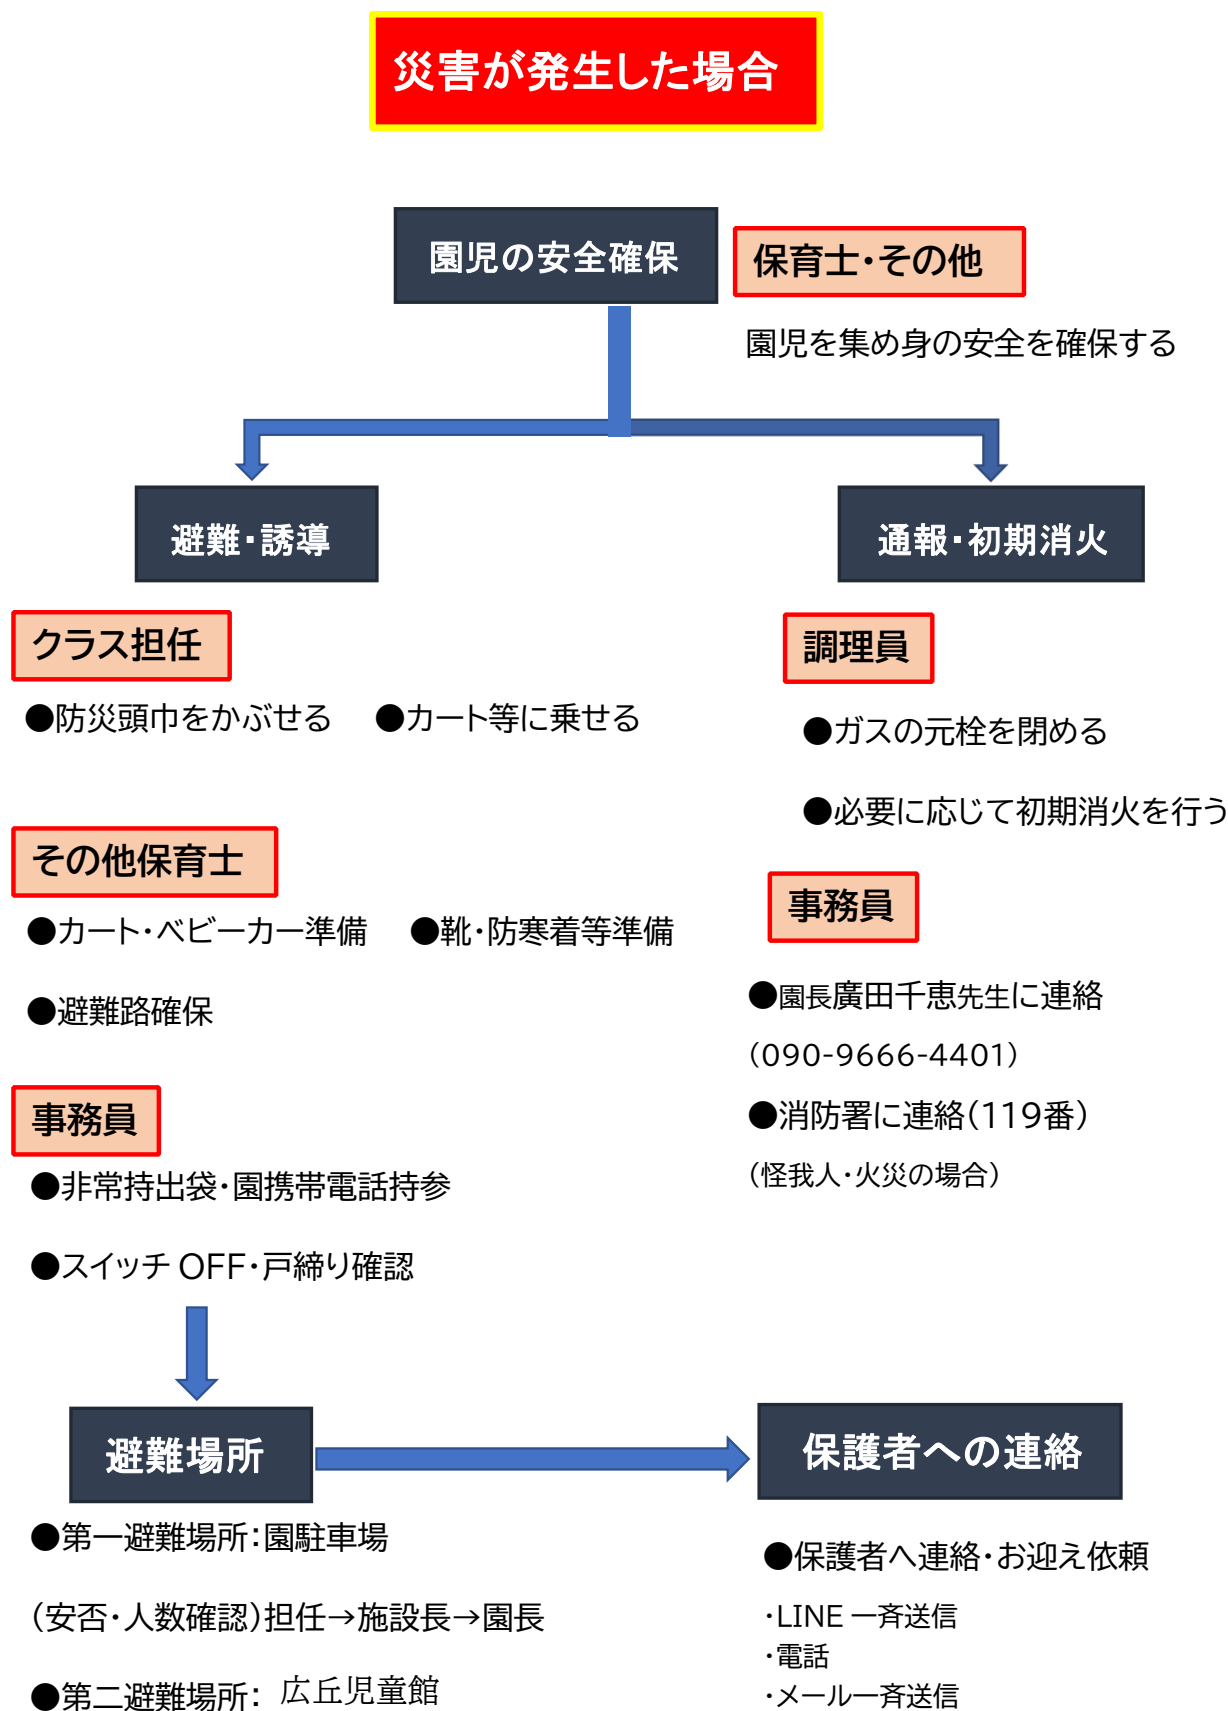 災害が発生した場合
園児の安全確保
保育士・その他
園児を集め身の安全を確保する
避難・誘導
クラス担任
●防災頭巾をかぶせる ●カート等に乗せる
その他保育士
●カート・ベビーカー準備 ●靴・防寒着等準備
●避難路確保
事務員
●非常持出袋・園携帯電話持参
●スイッチ OFF・戸締り確認
通報・初期消火
調理員
●ガスの元栓を閉める
●必要に応じて初期消火を行う
事務員
●園長廣田千恵先生に連絡
（090-9666-4401）
●消防署に連絡（119番）
（怪我人・火災の場合）
避難場所
●第一避難場所：園駐車場
（安否・人数確認）担任→施設長→園長
●第二避難場所： 広丘児童館
保護者への連絡
●保護者へ連絡・お迎え依頼
・LINE 一斉送信
・電話
・メール一斉送信